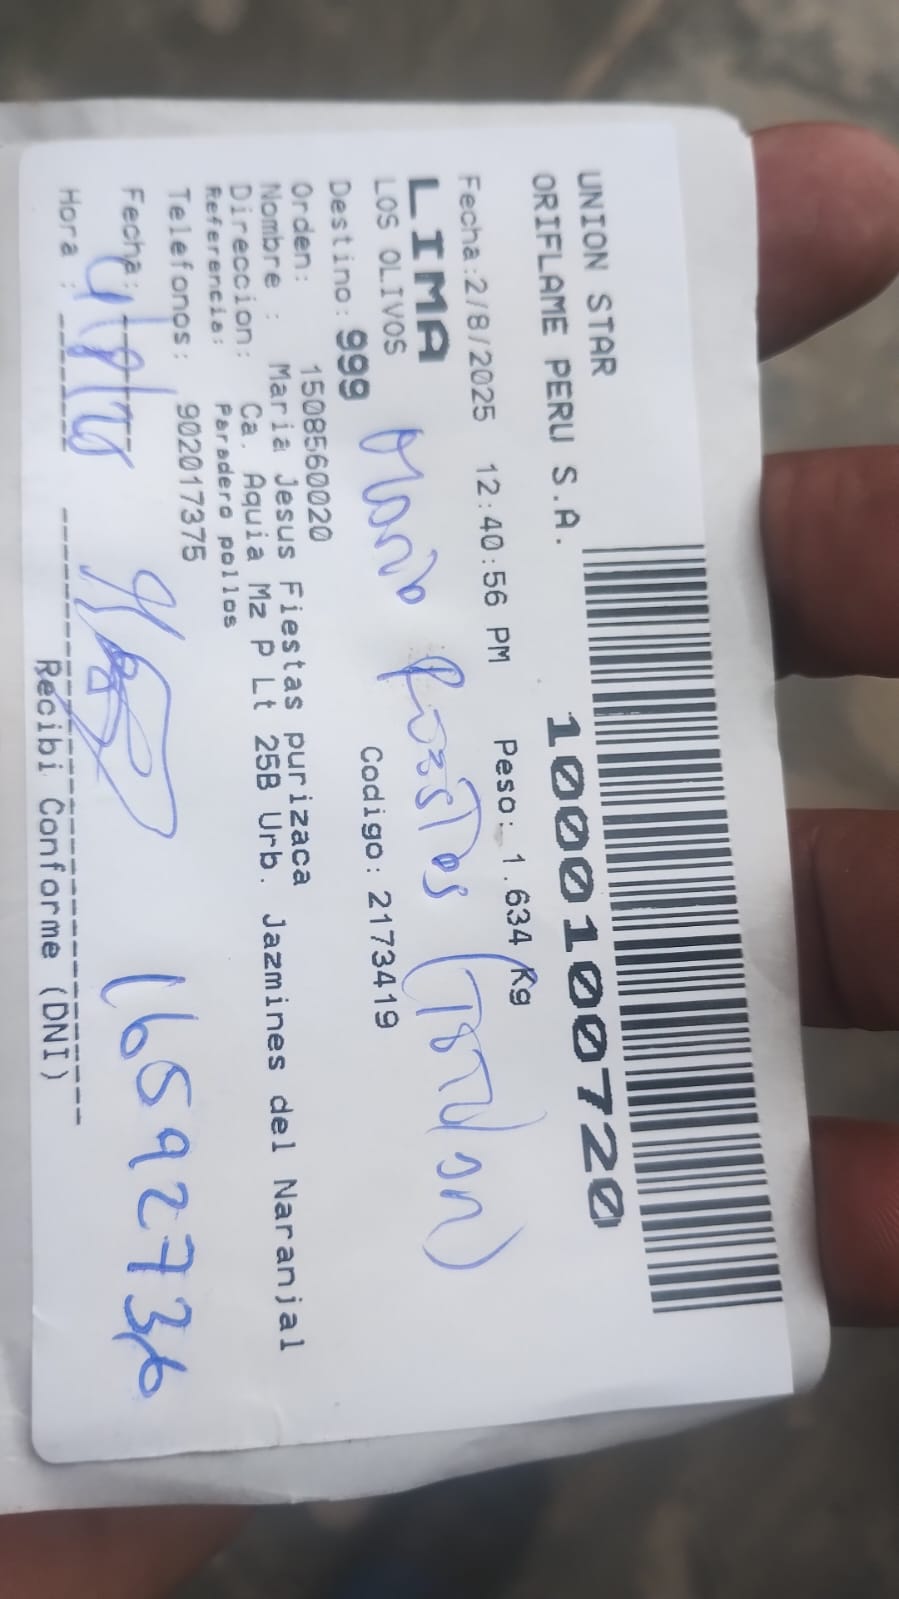 UNION STAR
ORIFLAME PERU S.A.
10001000720
Fecha:2/8/2025 12:40:56 PM Peso: 1.634 Kg
LIMA
LOS OLIVOS
Destino: 999 Codigo: 2173419
Orden: 1508560020
Nombre : Maria Jesus Fiestas purizaca
Direccion: Ca. Aquia Mz P Lt 25B Urb. Jazmines del Naranjal
Referencia: Paradero pollos
Telefonos: 902017375
Fecha:
Hora :
16592736
Recibi Conforme (DNI)